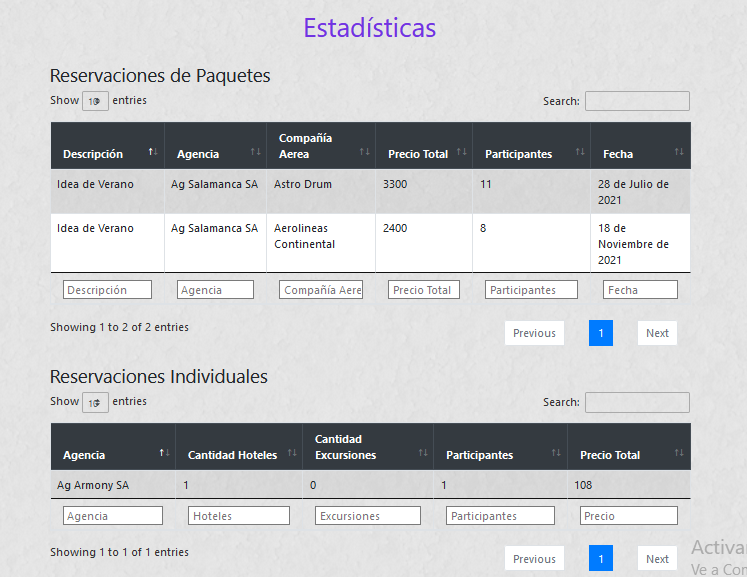 Estadísticas
Reservaciones de Paquetes
Show 10 entries Search:
Descripción Agencia Compañía Aerea Precio Total Participantes Fecha
Idea de Verano Ag Salamanca SA Astro Drum 3300 11 28 de Julio de 2021
Idea de Verano Ag Salamanca SA Aerolineas Continental 2400 8 18 de Noviembre de 2021
Descripción Agencia Compañía Aere Precio Total Participantes Fecha
Showing 1 to 2 of 2 entries Previous 1 Next
Reservaciones Individuales
Show 10 entries Search:
Agencia Cantidad Hoteles Cantidad Excursiones Participantes Precio Total
Ag Armony SA 1 0 1 108
Agencia Hoteles Excursiones Participantes Precio
Showing 1 to 1 of 1 entries Previous 1 Next
Activa
Ve a Con